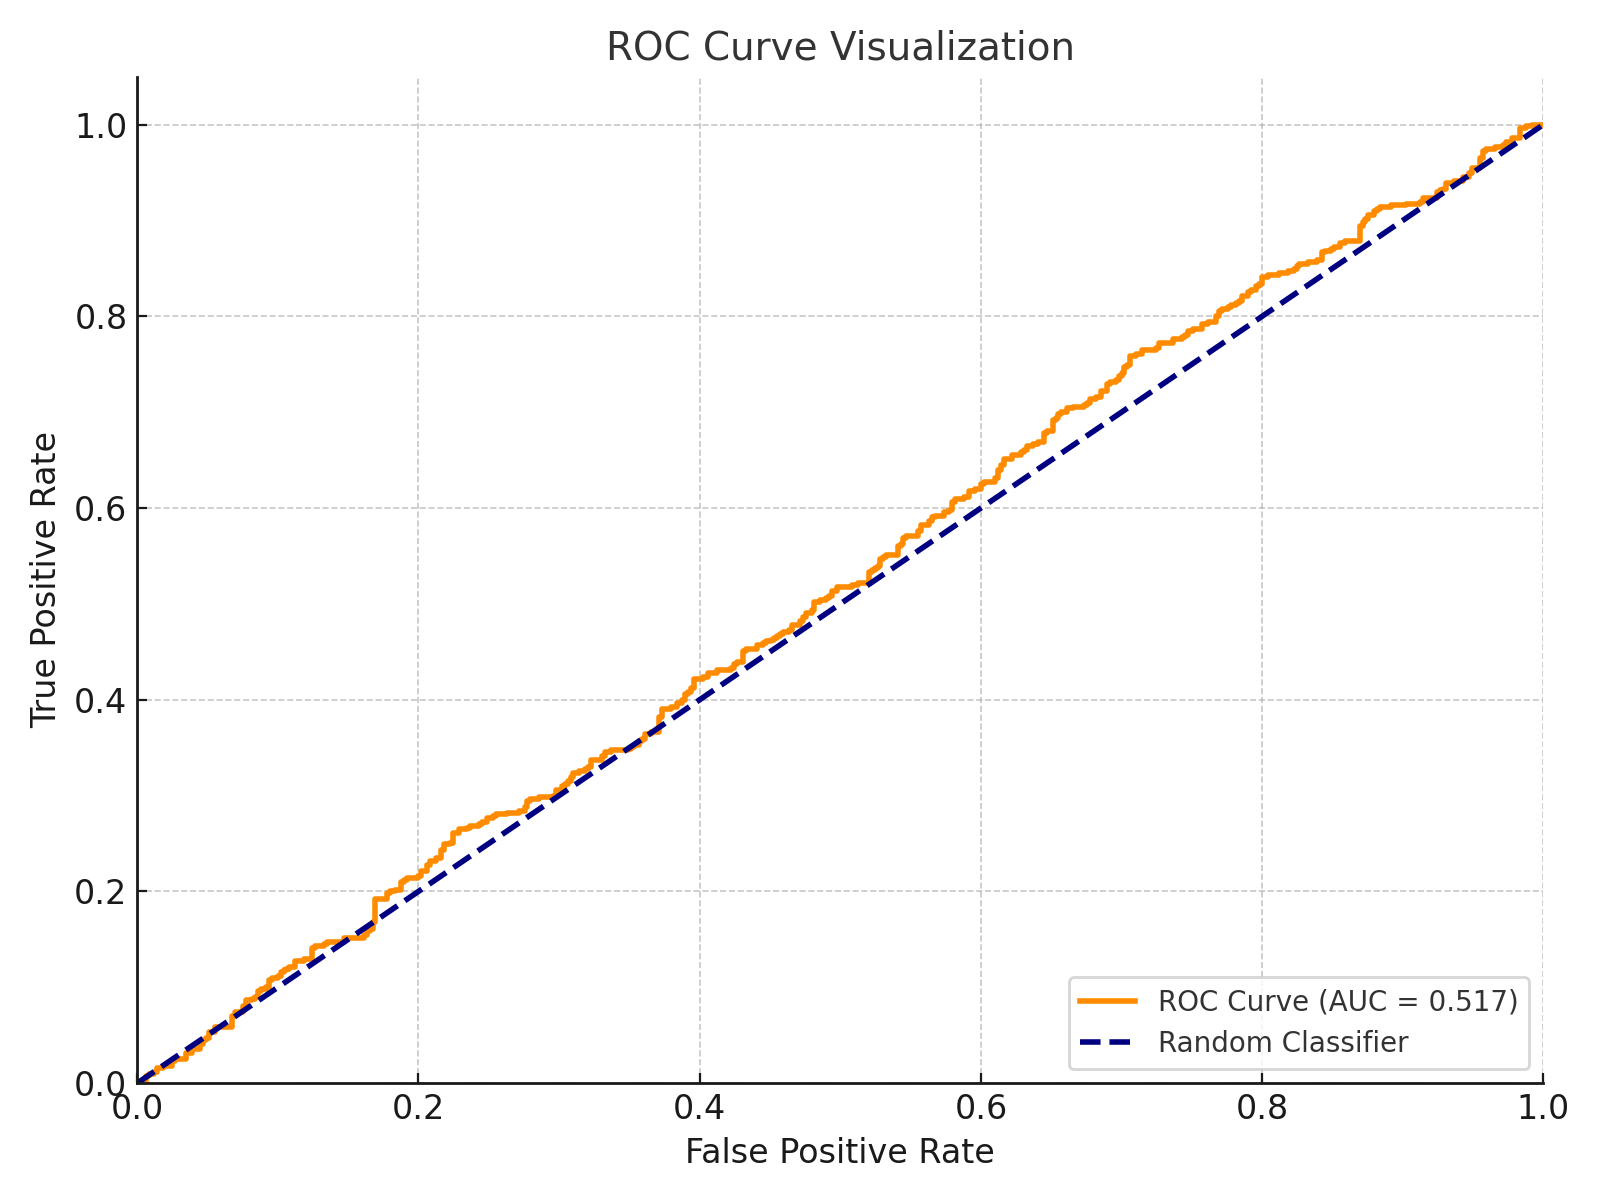 ROC Curve Visualization
True Positive Rate
1.0
0.8
0.6
0.4
0.2
0.0
0.0 0.2 0.4 0.6 0.8 1.0
False Positive Rate
ROC Curve (AUC = 0.517)
Random Classifier